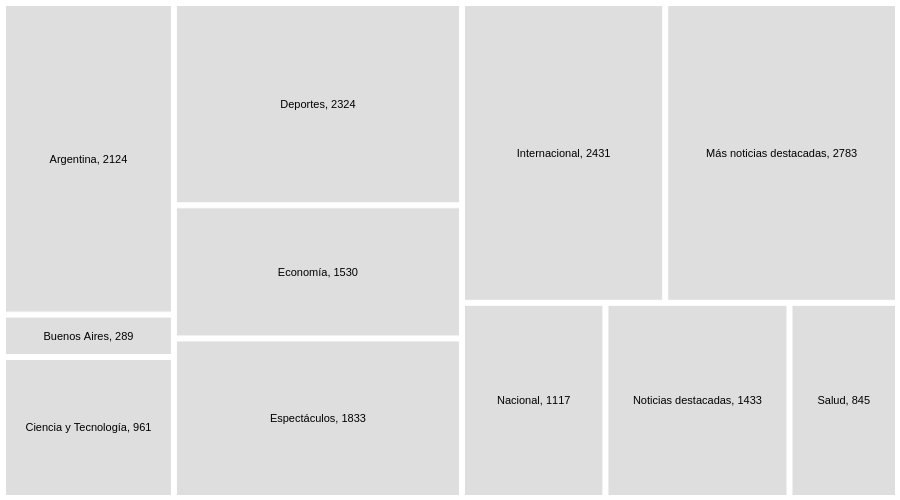 Argentina, 2124
Buenos Aires, 289
Ciencia y Tecnología, 961
Deportes, 2324
Economía, 1530
Espectáculos, 1833
Internacional, 2431
Más noticias destacadas, 2783
Nacional, 1117
Noticias destacadas, 1433
Salud, 845